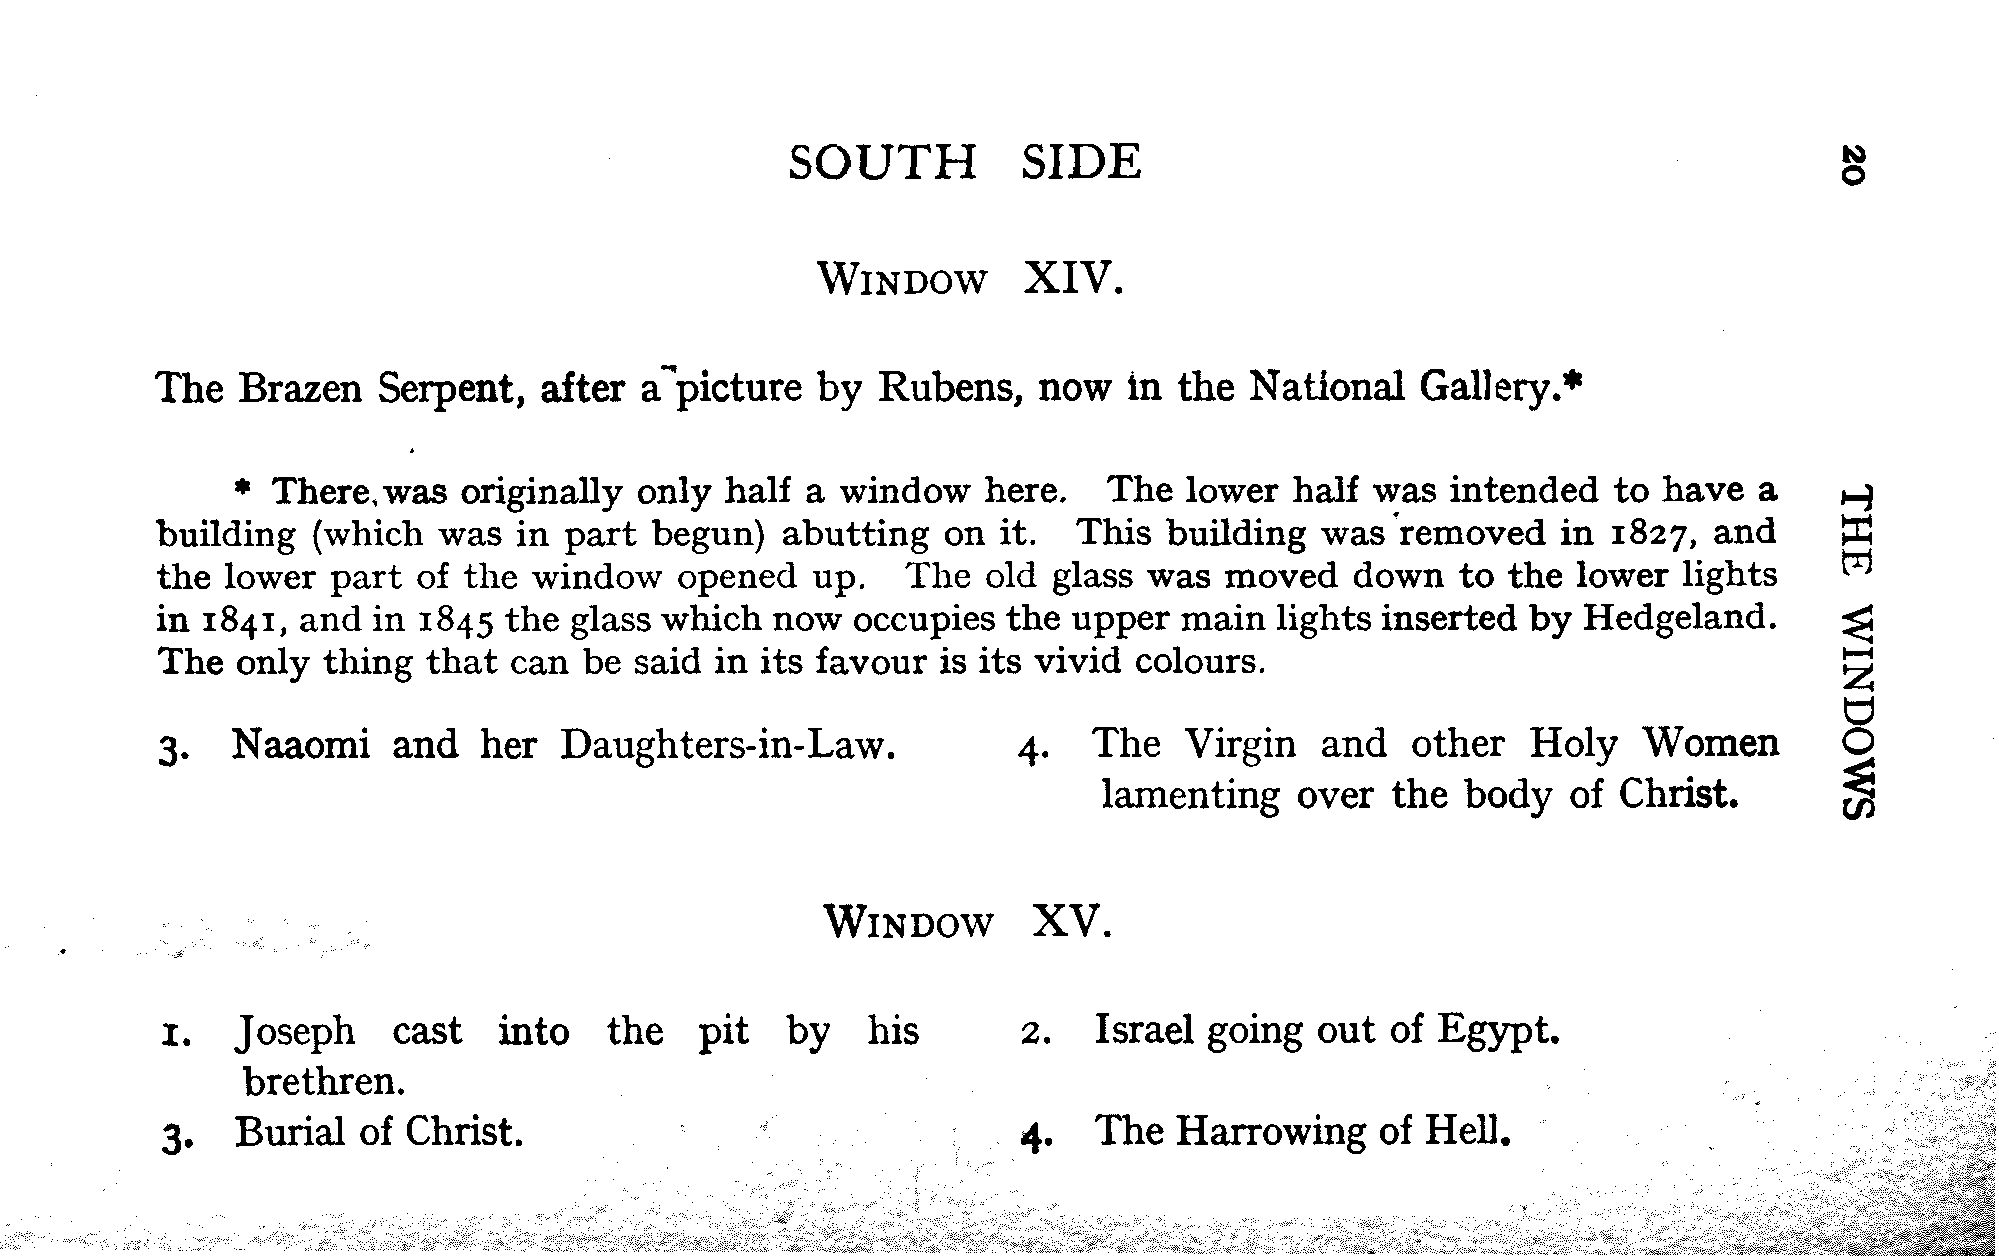 SOUTH SIDE
20
WINDOW XIV.
The Brazen Serpent, after a picture by Rubens, now in the National Gallery.*
* There was originally only half a window here. The lower half was intended to have a
building (which was in part begun) abutting on it. This building was removed in 1827, and
the lower part of the window opened up. The old glass was moved down to the lower lights
in 1841, and in 1845 the glass which now occupies the upper main lights inserted by Hedgeland.
The only thing that can be said in its favour is its vivid colours.
THE WINDOWS
3. Naaomi and her Daughters-in-Law.
4. The Virgin and other Holy Women
lamenting over the body of Christ.
WINDOW XV.
1. Joseph cast into the pit by his
brethren.
2. Israel going out of Egypt.
3. Burial of Christ.
4. The Harrowing of Hell.